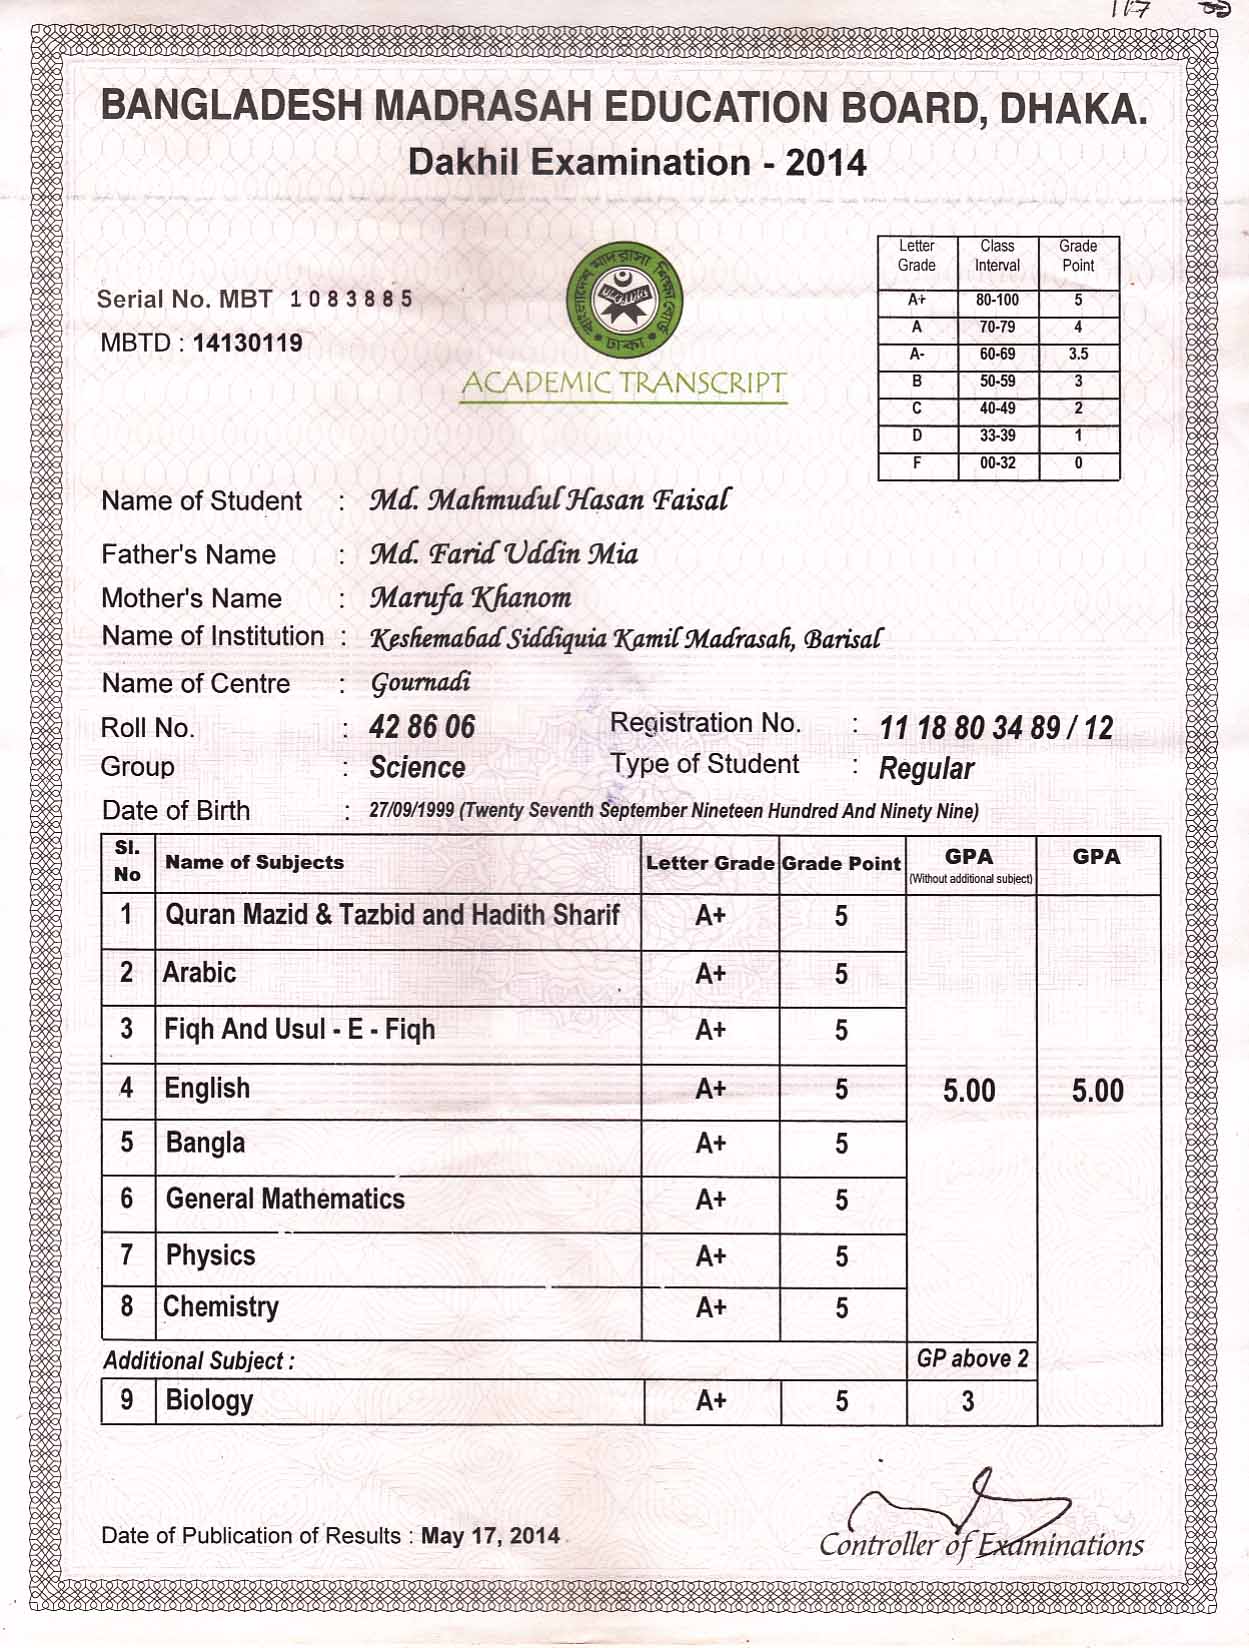 117
BANGLADESH MADRASAH EDUCATION BOARD, DHAKA.
Dakhil Examination - 2014
Serial No. MBT 1083885
MBTD : 14130119
বাংলাদেশ মাদরাসা শিক্ষা বোর্ড
ঢাকা
ACADEMIC TRANSCRIPT
Letter Grade Class Interval Grade Point
A+ 80-100 5
A 70-79 4
A- 60-69 3.5
B 50-59 3
C 40-49 2
D 33-39 1
F 00-32 0
Name of Student : Md. Mahmudul Hasan Faisal
Father's Name : Md. Farid Uddin Mia
Mother's Name : Marufa Khanom
Name of Institution : Keshemabad Siddiquia Kamil Madrasah, Barisal
Name of Centre : Gournadi
Roll No. : 42 86 06 Registration No. : 11 18 80 34 89 / 12
Group : Science Type of Student : Regular
Date of Birth : 27/09/1999 (Twenty Seventh September Nineteen Hundred And Ninety Nine)
Sl. No Name of Subjects Letter Grade Grade Point GPA (Without additional subject) GPA
1 Quran Mazid & Tazbid and Hadith Sharif A+ 5
2 Arabic A+ 5
3 Fiqh And Usul - E - Fiqh A+ 5
4 English A+ 5 5.00 5.00
5 Bangla A+ 5
6 General Mathematics A+ 5
7 Physics A+ 5
8 Chemistry A+ 5
Additional Subject : GP above 2
9 Biology A+ 5 3
Date of Publication of Results : May 17, 2014
Controller of Examinations